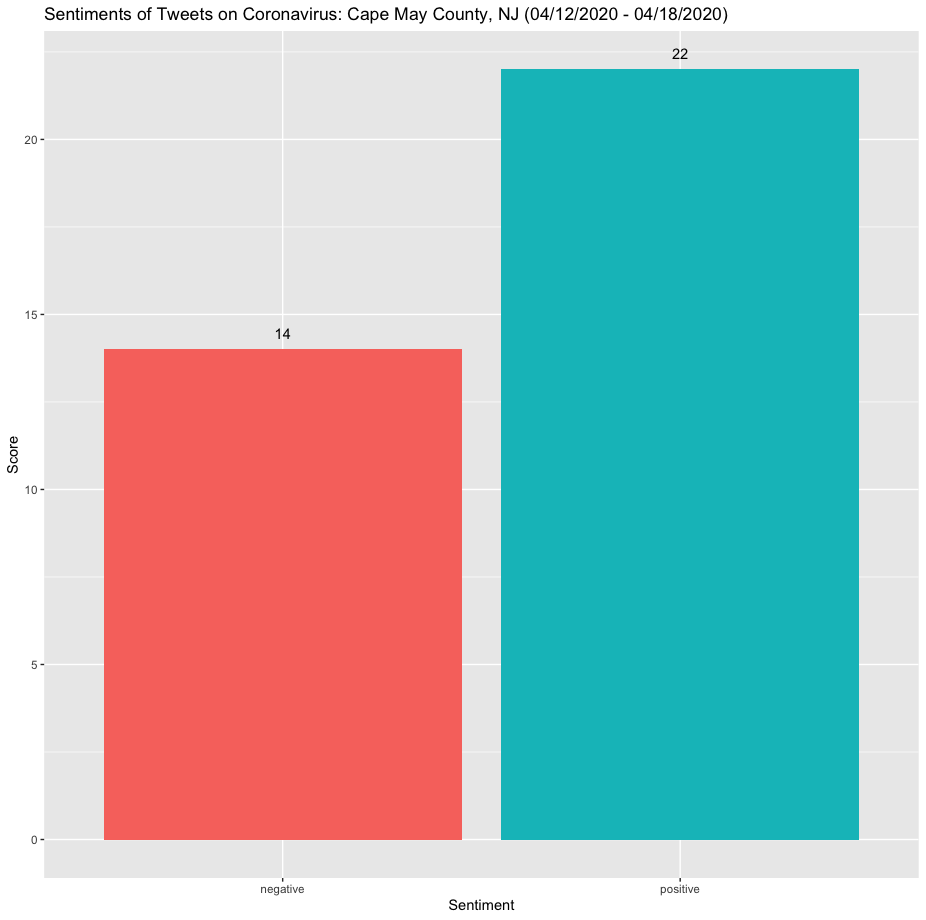 Sentiments of Tweets on Coronavirus: Cape May County, NJ (04/12/2020 - 04/18/2020)
22
20
15
14
Score
10
5
0
negative positive
Sentiment